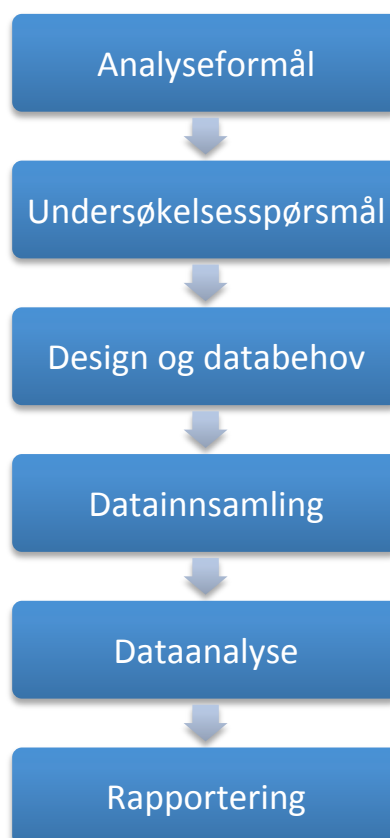 Analyseformål
Undersøkelsesspørsmål
Design og databehov
Datainnsamling
Dataanalyse
Rapportering